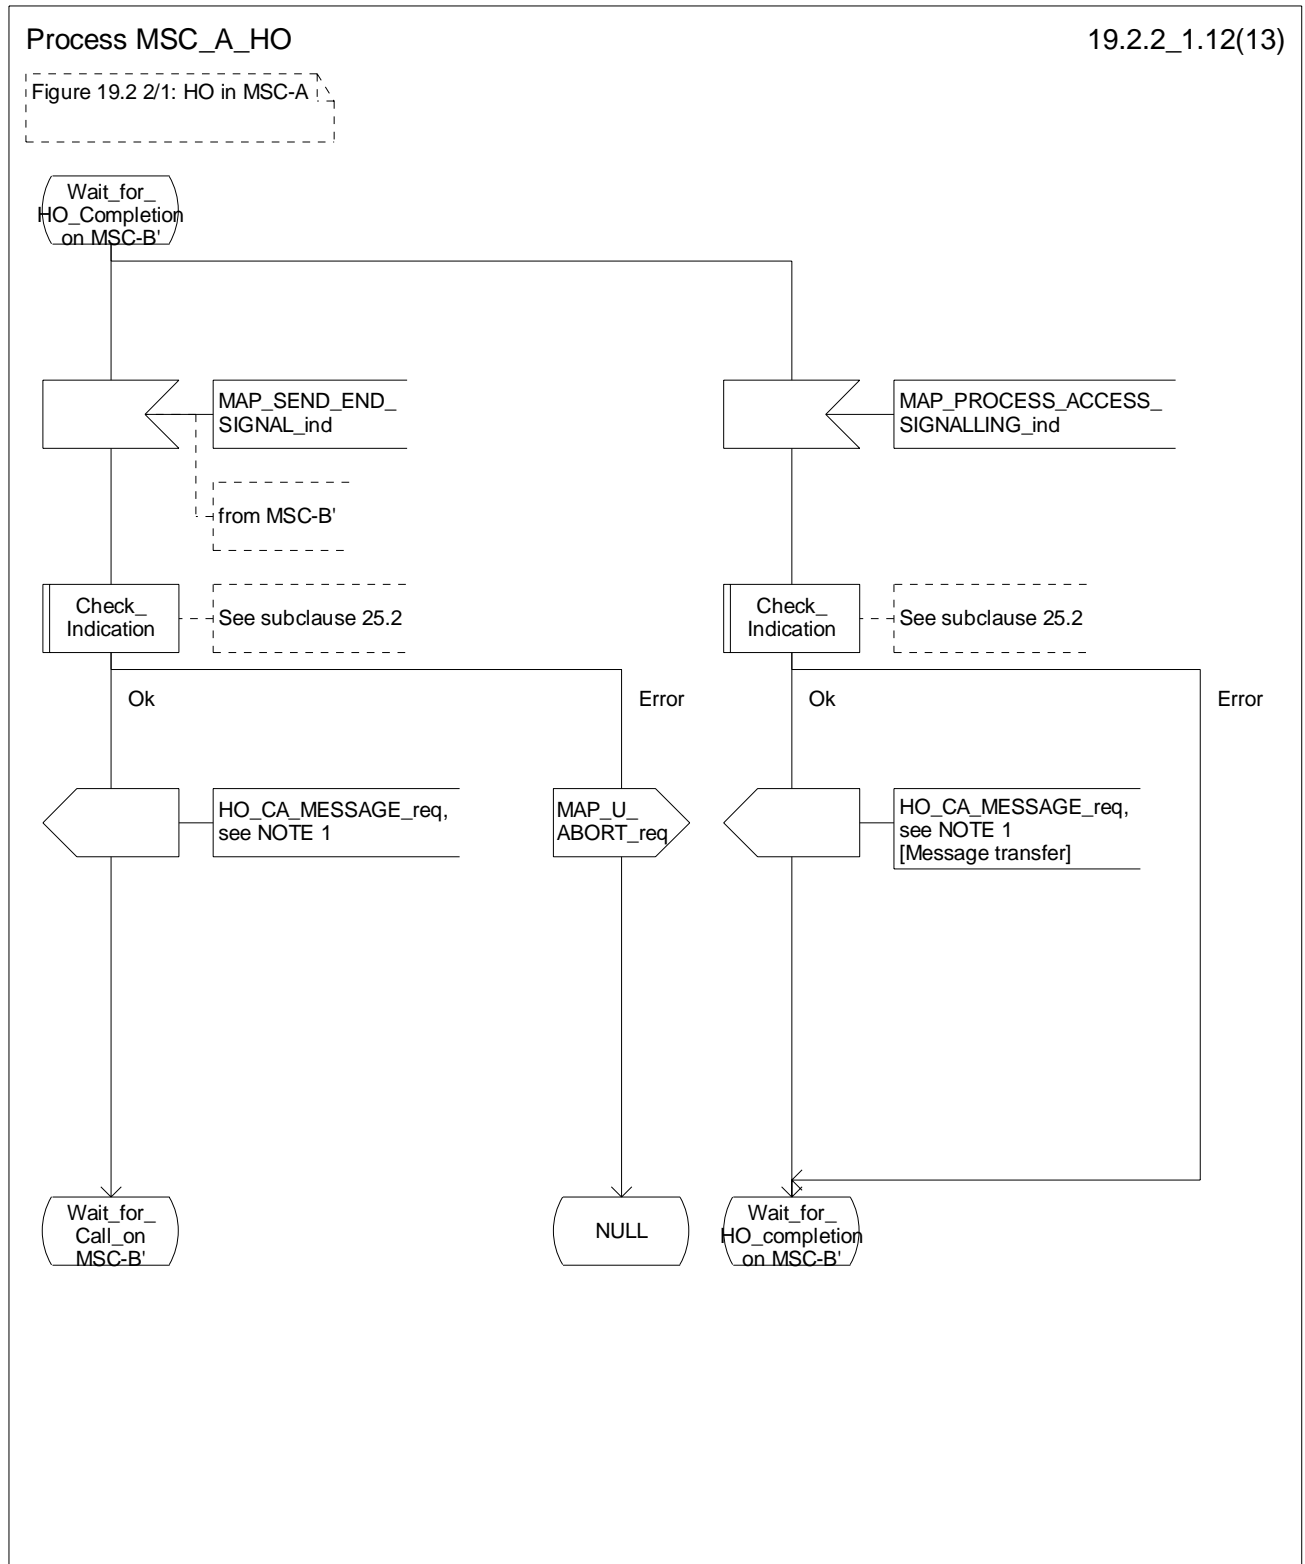 Process MSC_A_HO
19.2.2_1.12(13)
Figure 19.2 2/1: HO in MSC-A
Wait_for_
HO_Completion
on MSC-B'
MAP_SEND_END_
SIGNAL_ind
MAP_PROCESS_ACCESS_
SIGNALLING_ind
from MSC-B'
Check_
Indication
See subclause 25.2
Check_
Indication
See subclause 25.2
Ok
Error
Ok
Error
HO_CA_MESSAGE_req,
see NOTE 1
MAP_U_
ABORT_req
HO_CA_MESSAGE_req,
see NOTE 1
[Message transfer]
Wait_for_
Call_on
MSC-B'
NULL
Wait_for_
HO_completion
on MSC-B'